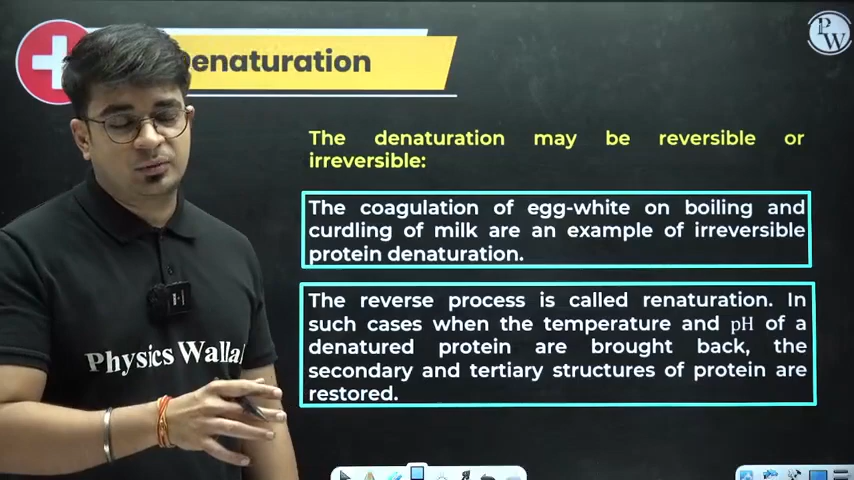 Denaturation
PW
The denaturation may be reversible or
irreversible:
The coagulation of egg-white on boiling and
curdling of milk are an example of irreversible
protein denaturation.
The reverse process is called renaturation. In
such cases when the temperature and pH of a
denatured protein are brought back, the
secondary and tertiary structures of protein are
restored.
Physics Walla